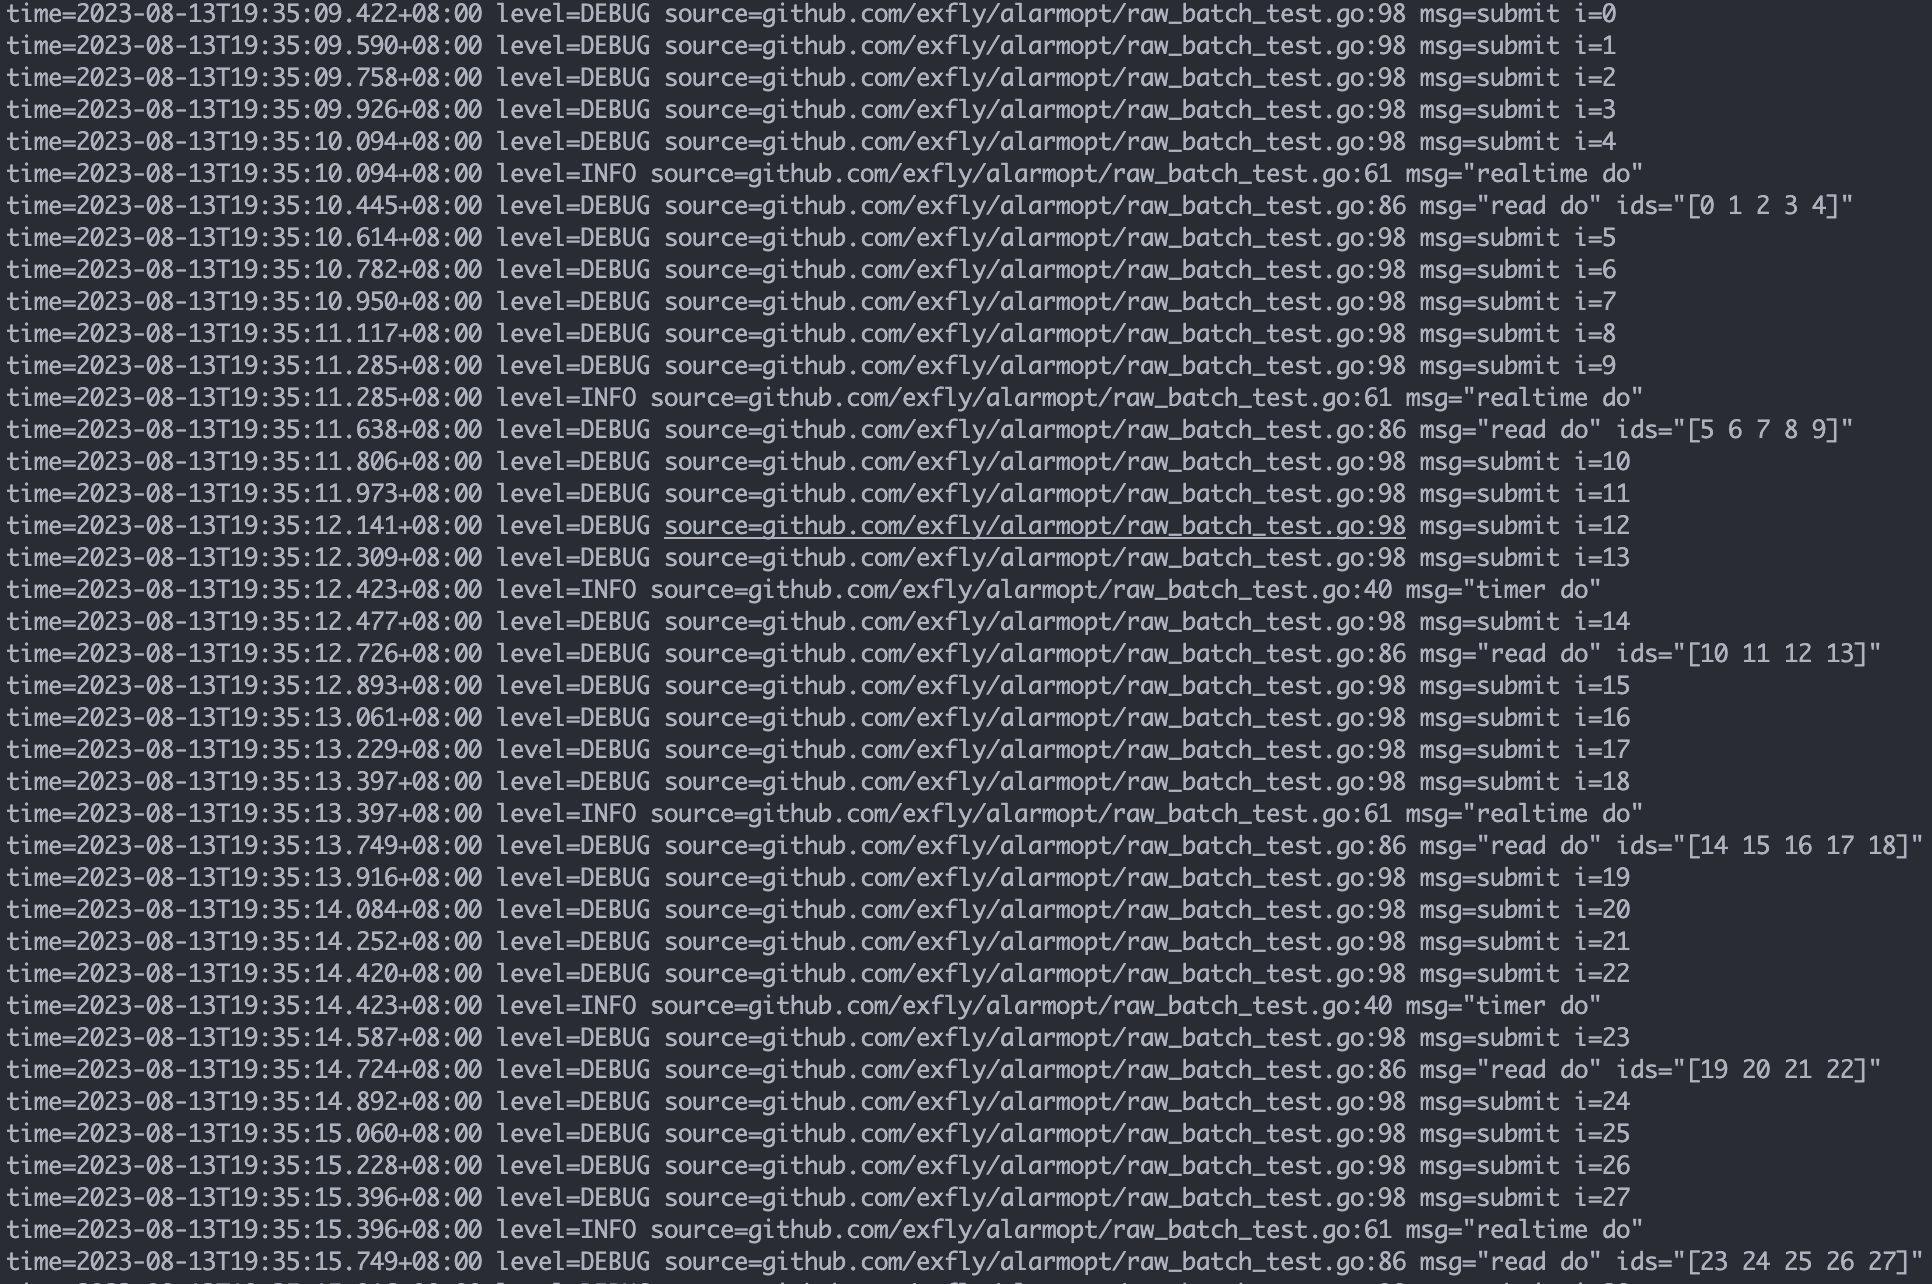 time=2023-08-13T19:35:09.422+08:00 level=DEBUG source=github.com/exfly/alarmopt/raw_batch_test.go:98 msg=submit i=0
time=2023-08-13T19:35:09.590+08:00 level=DEBUG source=github.com/exfly/alarmopt/raw_batch_test.go:98 msg=submit i=1
time=2023-08-13T19:35:09.758+08:00 level=DEBUG source=github.com/exfly/alarmopt/raw_batch_test.go:98 msg=submit i=2
time=2023-08-13T19:35:09.926+08:00 level=DEBUG source=github.com/exfly/alarmopt/raw_batch_test.go:98 msg=submit i=3
time=2023-08-13T19:35:10.094+08:00 level=DEBUG source=github.com/exfly/alarmopt/raw_batch_test.go:98 msg=submit i=4
time=2023-08-13T19:35:10.094+08:00 level=INFO source=github.com/exfly/alarmopt/raw_batch_test.go:61 msg="realtime do"
time=2023-08-13T19:35:10.445+08:00 level=DEBUG source=github.com/exfly/alarmopt/raw_batch_test.go:86 msg="read do" ids="[0 1 2 3 4]"
time=2023-08-13T19:35:10.614+08:00 level=DEBUG source=github.com/exfly/alarmopt/raw_batch_test.go:98 msg=submit i=5
time=2023-08-13T19:35:10.782+08:00 level=DEBUG source=github.com/exfly/alarmopt/raw_batch_test.go:98 msg=submit i=6
time=2023-08-13T19:35:10.950+08:00 level=DEBUG source=github.com/exfly/alarmopt/raw_batch_test.go:98 msg=submit i=7
time=2023-08-13T19:35:11.117+08:00 level=DEBUG source=github.com/exfly/alarmopt/raw_batch_test.go:98 msg=submit i=8
time=2023-08-13T19:35:11.285+08:00 level=DEBUG source=github.com/exfly/alarmopt/raw_batch_test.go:98 msg=submit i=9
time=2023-08-13T19:35:11.285+08:00 level=INFO source=github.com/exfly/alarmopt/raw_batch_test.go:61 msg="realtime do"
time=2023-08-13T19:35:11.638+08:00 level=DEBUG source=github.com/exfly/alarmopt/raw_batch_test.go:86 msg="read do" ids="[5 6 7 8 9]"
time=2023-08-13T19:35:11.806+08:00 level=DEBUG source=github.com/exfly/alarmopt/raw_batch_test.go:98 msg=submit i=10
time=2023-08-13T19:35:11.973+08:00 level=DEBUG source=github.com/exfly/alarmopt/raw_batch_test.go:98 msg=submit i=11
time=2023-08-13T19:35:12.141+08:00 level=DEBUG source=github.com/exfly/alarmopt/raw_batch_test.go:98 msg=submit i=12
time=2023-08-13T19:35:12.309+08:00 level=DEBUG source=github.com/exfly/alarmopt/raw_batch_test.go:98 msg=submit i=13
time=2023-08-13T19:35:12.423+08:00 level=INFO source=github.com/exfly/alarmopt/raw_batch_test.go:40 msg="timer do"
time=2023-08-13T19:35:12.477+08:00 level=DEBUG source=github.com/exfly/alarmopt/raw_batch_test.go:98 msg=submit i=14
time=2023-08-13T19:35:12.726+08:00 level=DEBUG source=github.com/exfly/alarmopt/raw_batch_test.go:86 msg="read do" ids="[10 11 12 13]"
time=2023-08-13T19:35:12.893+08:00 level=DEBUG source=github.com/exfly/alarmopt/raw_batch_test.go:98 msg=submit i=15
time=2023-08-13T19:35:13.061+08:00 level=DEBUG source=github.com/exfly/alarmopt/raw_batch_test.go:98 msg=submit i=16
time=2023-08-13T19:35:13.229+08:00 level=DEBUG source=github.com/exfly/alarmopt/raw_batch_test.go:98 msg=submit i=17
time=2023-08-13T19:35:13.397+08:00 level=DEBUG source=github.com/exfly/alarmopt/raw_batch_test.go:98 msg=submit i=18
time=2023-08-13T19:35:13.397+08:00 level=INFO source=github.com/exfly/alarmopt/raw_batch_test.go:61 msg="realtime do"
time=2023-08-13T19:35:13.749+08:00 level=DEBUG source=github.com/exfly/alarmopt/raw_batch_test.go:86 msg="read do" ids="[14 15 16 17 18]"
time=2023-08-13T19:35:13.916+08:00 level=DEBUG source=github.com/exfly/alarmopt/raw_batch_test.go:98 msg=submit i=19
time=2023-08-13T19:35:14.084+08:00 level=DEBUG source=github.com/exfly/alarmopt/raw_batch_test.go:98 msg=submit i=20
time=2023-08-13T19:35:14.252+08:00 level=DEBUG source=github.com/exfly/alarmopt/raw_batch_test.go:98 msg=submit i=21
time=2023-08-13T19:35:14.420+08:00 level=DEBUG source=github.com/exfly/alarmopt/raw_batch_test.go:98 msg=submit i=22
time=2023-08-13T19:35:14.423+08:00 level=INFO source=github.com/exfly/alarmopt/raw_batch_test.go:40 msg="timer do"
time=2023-08-13T19:35:14.587+08:00 level=DEBUG source=github.com/exfly/alarmopt/raw_batch_test.go:98 msg=submit i=23
time=2023-08-13T19:35:14.724+08:00 level=DEBUG source=github.com/exfly/alarmopt/raw_batch_test.go:86 msg="read do" ids="[19 20 21 22]"
time=2023-08-13T19:35:14.892+08:00 level=DEBUG source=github.com/exfly/alarmopt/raw_batch_test.go:98 msg=submit i=24
time=2023-08-13T19:35:15.060+08:00 level=DEBUG source=github.com/exfly/alarmopt/raw_batch_test.go:98 msg=submit i=25
time=2023-08-13T19:35:15.228+08:00 level=DEBUG source=github.com/exfly/alarmopt/raw_batch_test.go:98 msg=submit i=26
time=2023-08-13T19:35:15.396+08:00 level=DEBUG source=github.com/exfly/alarmopt/raw_batch_test.go:98 msg=submit i=27
time=2023-08-13T19:35:15.396+08:00 level=INFO source=github.com/exfly/alarmopt/raw_batch_test.go:61 msg="realtime do"
time=2023-08-13T19:35:15.749+08:00 level=DEBUG source=github.com/exfly/alarmopt/raw_batch_test.go:86 msg="read do" ids="[23 24 25 26 27]"